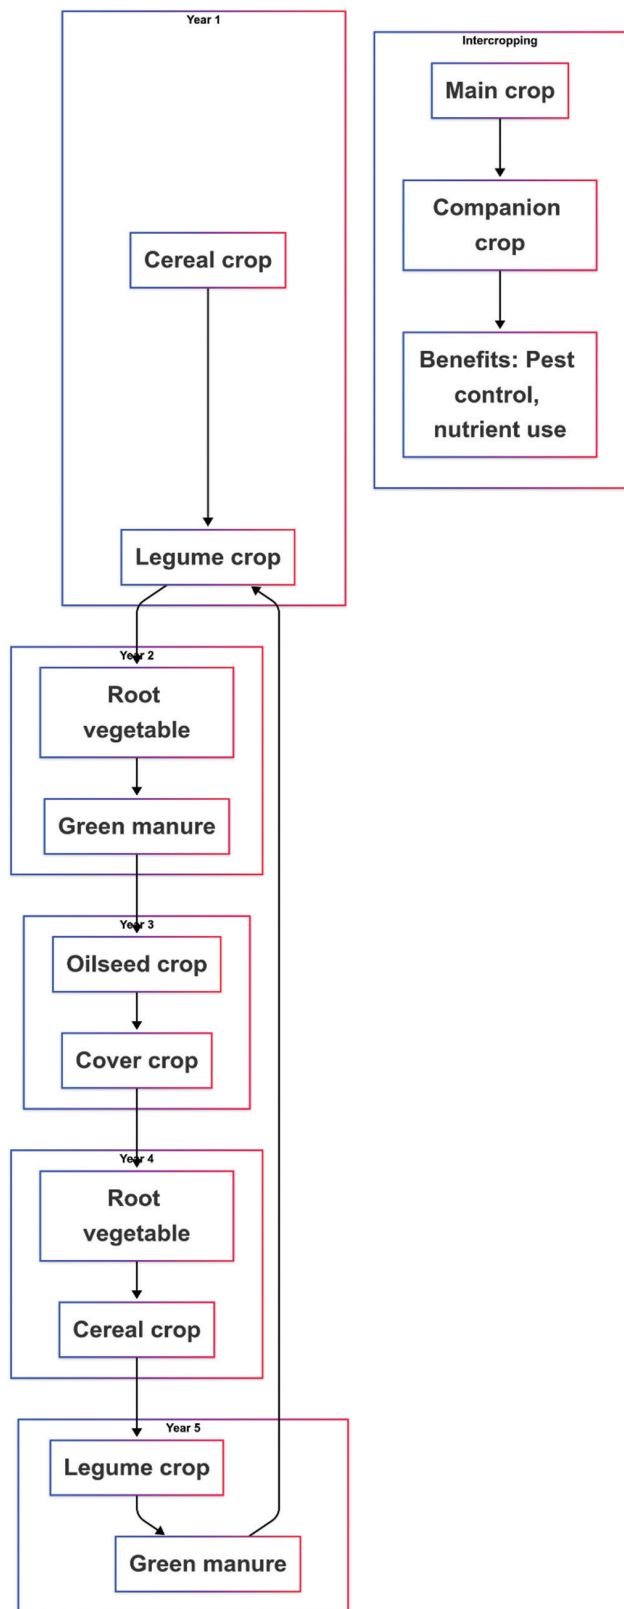 Year 1
Cereal crop
Legume crop
Year 2
Root
vegetable
Green manure
Year 3
Oilseed crop
Cover crop
Year 4
Root
vegetable
Cereal crop
Year 5
Legume crop
Green manure
Intercropping
Main crop
Companion
crop
Benefits: Pest
control,
nutrient use